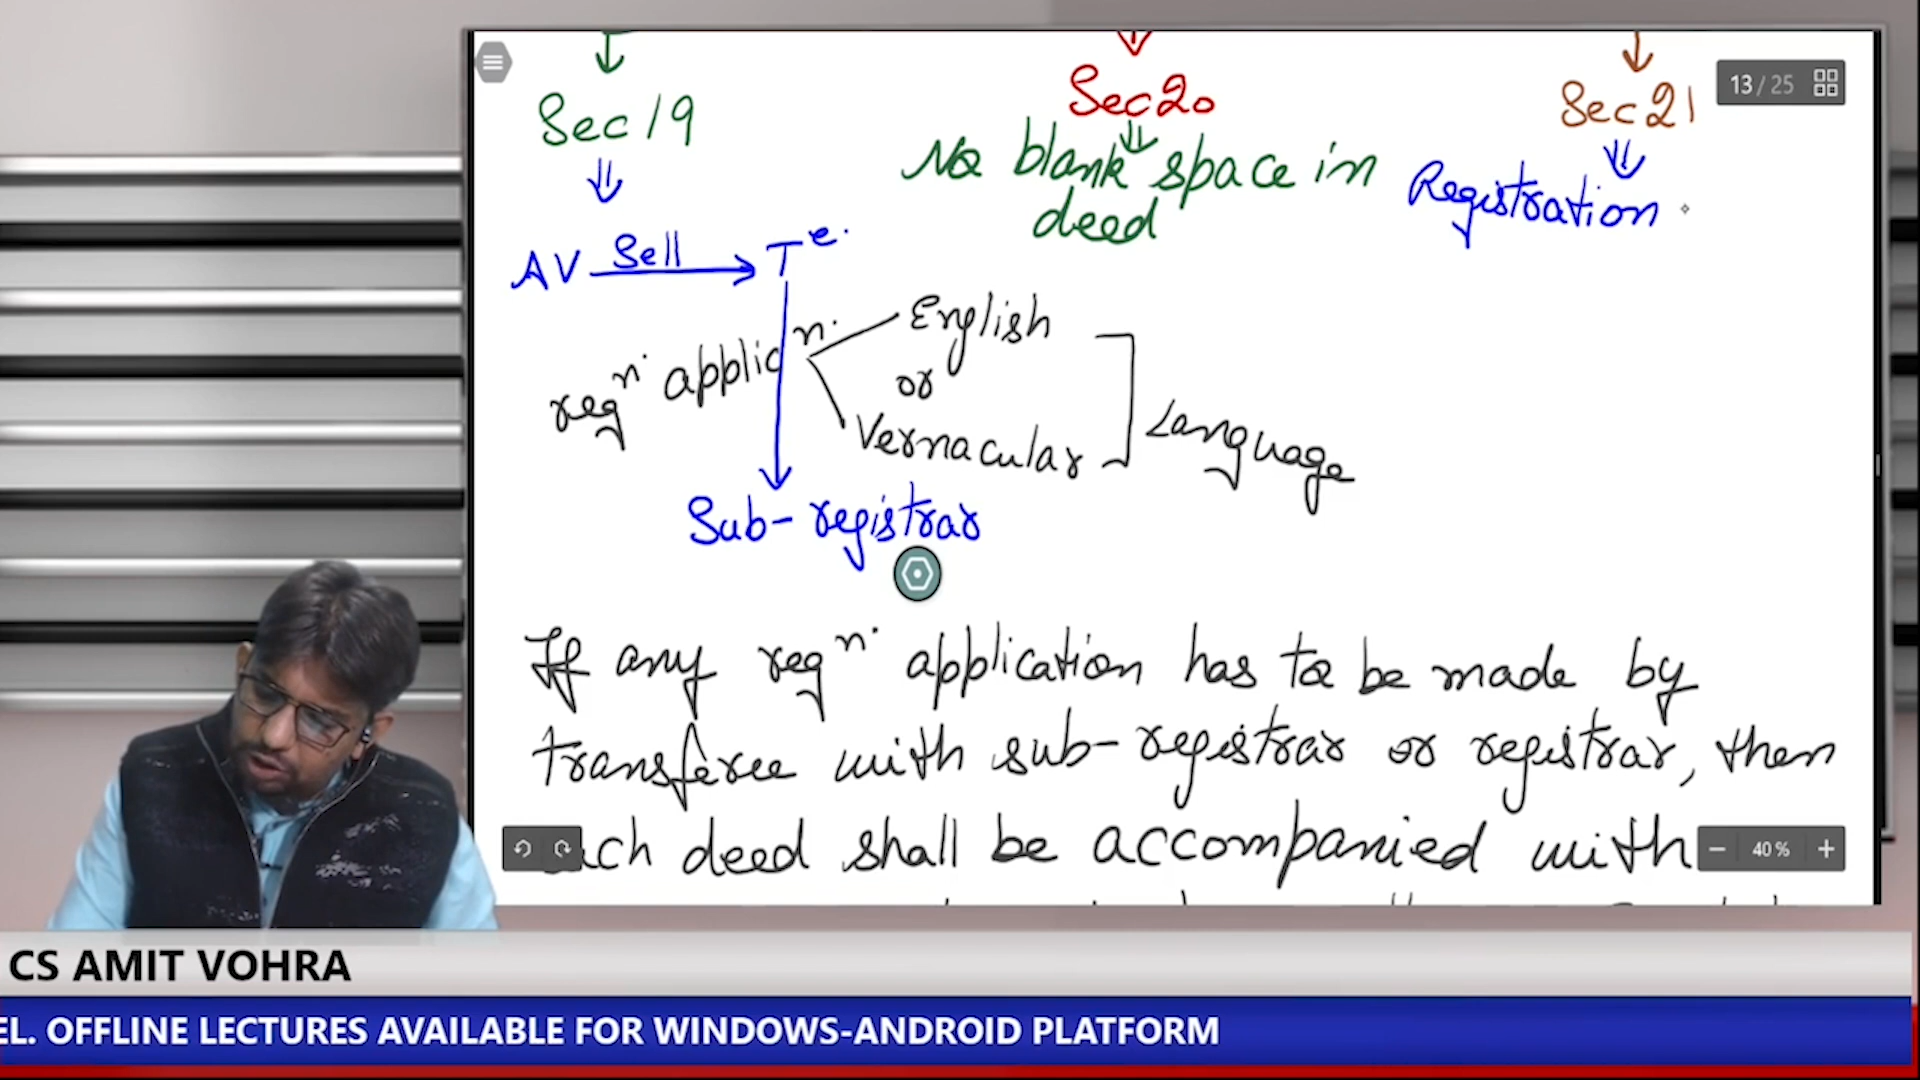 Sec 19
Sec 20
Sec 21
13 / 25
No blank space in
deed
Registration
AV Sell Te.
regn. applicn. English
or
Vernacular
Language
Sub-registrar
If any regn. application has to be made by
transferee with sub-registrar or registrar, then
such deed shall be accompanied with
40 %
CS AMIT VOHRA
EL. OFFLINE LECTURES AVAILABLE FOR WINDOWS-ANDROID PLATFORM